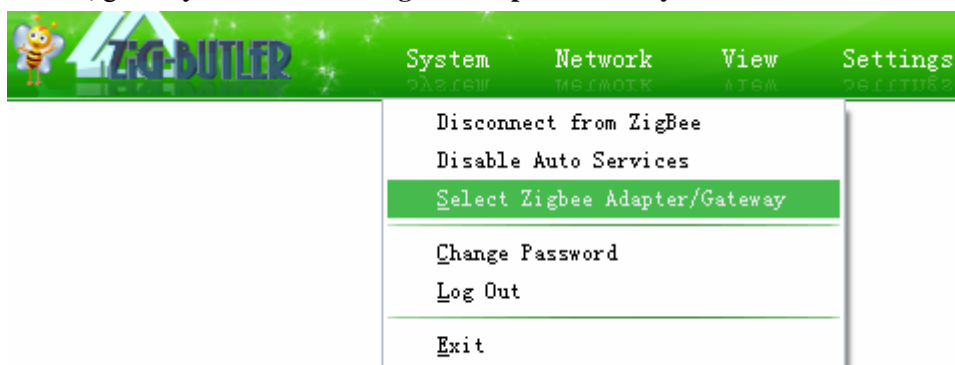 ZiG-BUTLER System Network View Settings
Disconnect from ZigBee
Disable Auto Services
Select Zigbee Adapter/Gateway
Change Password
Log Out
Exit